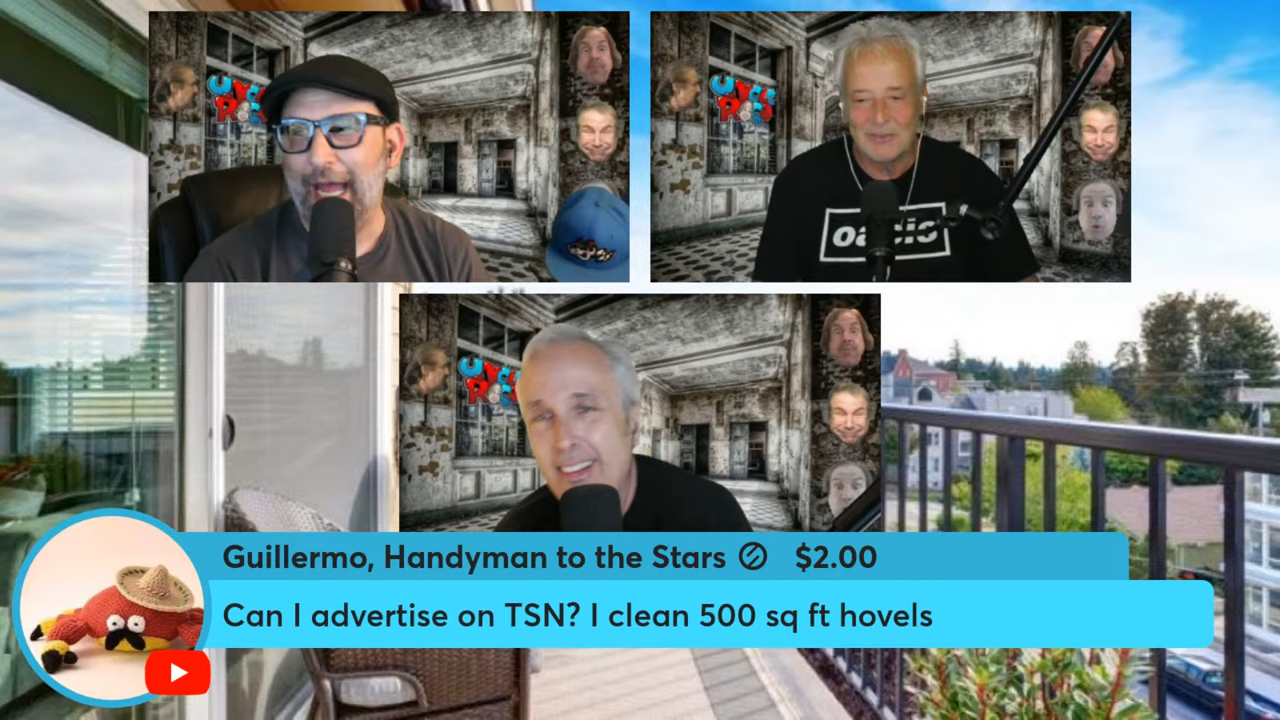 oasis
Guillermo, Handyman to the Stars $2.00
Can I advertise on TSN? I clean 500 sq ft hovels